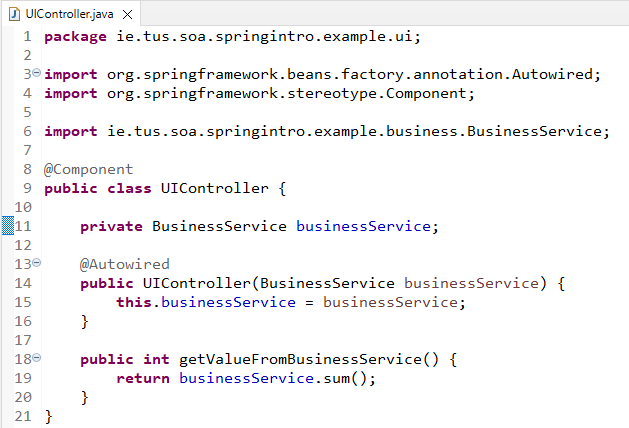 UIController.java
1 package ie.tus.soa.springintro.example.ui;
2
3 import org.springframework.beans.factory.annotation.Autowired;
4 import org.springframework.stereotype.Component;
5
6 import ie.tus.soa.springintro.example.business.BusinessService;
7
8 @Component
9 public class UIController {
10
11     private BusinessService businessService;
12
13     @Autowired
14     public UIController(BusinessService businessService) {
15         this.businessService = businessService;
16     }
17
18     public int getValueFromBusinessService() {
19         return businessService.sum();
20     }
21 }